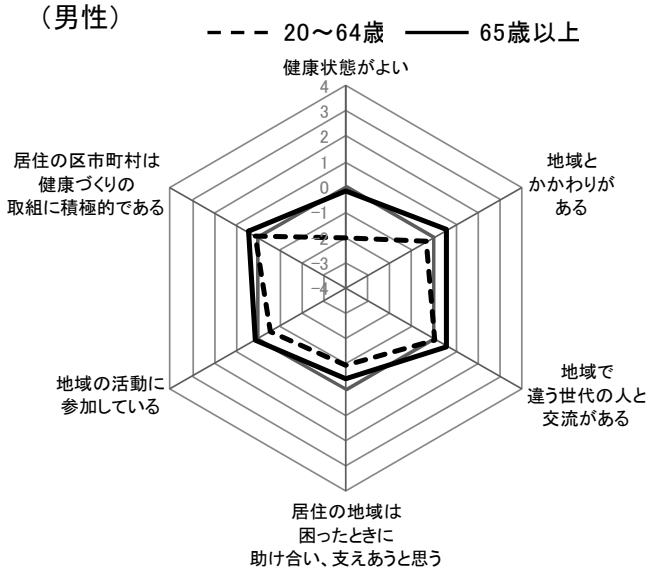 （男性）
20～64歳
65歳以上
健康状態がよい
4
3
2
1
0
−1
−2
−3
−4
地域と
かかわりが
ある
地域で
違う世代の人と
交流がある
居住の地域は
困ったときに
助け合い、支えあうと思う
地域の活動に
参加している
居住の区市町村は
健康づくりの
取組に積極的である